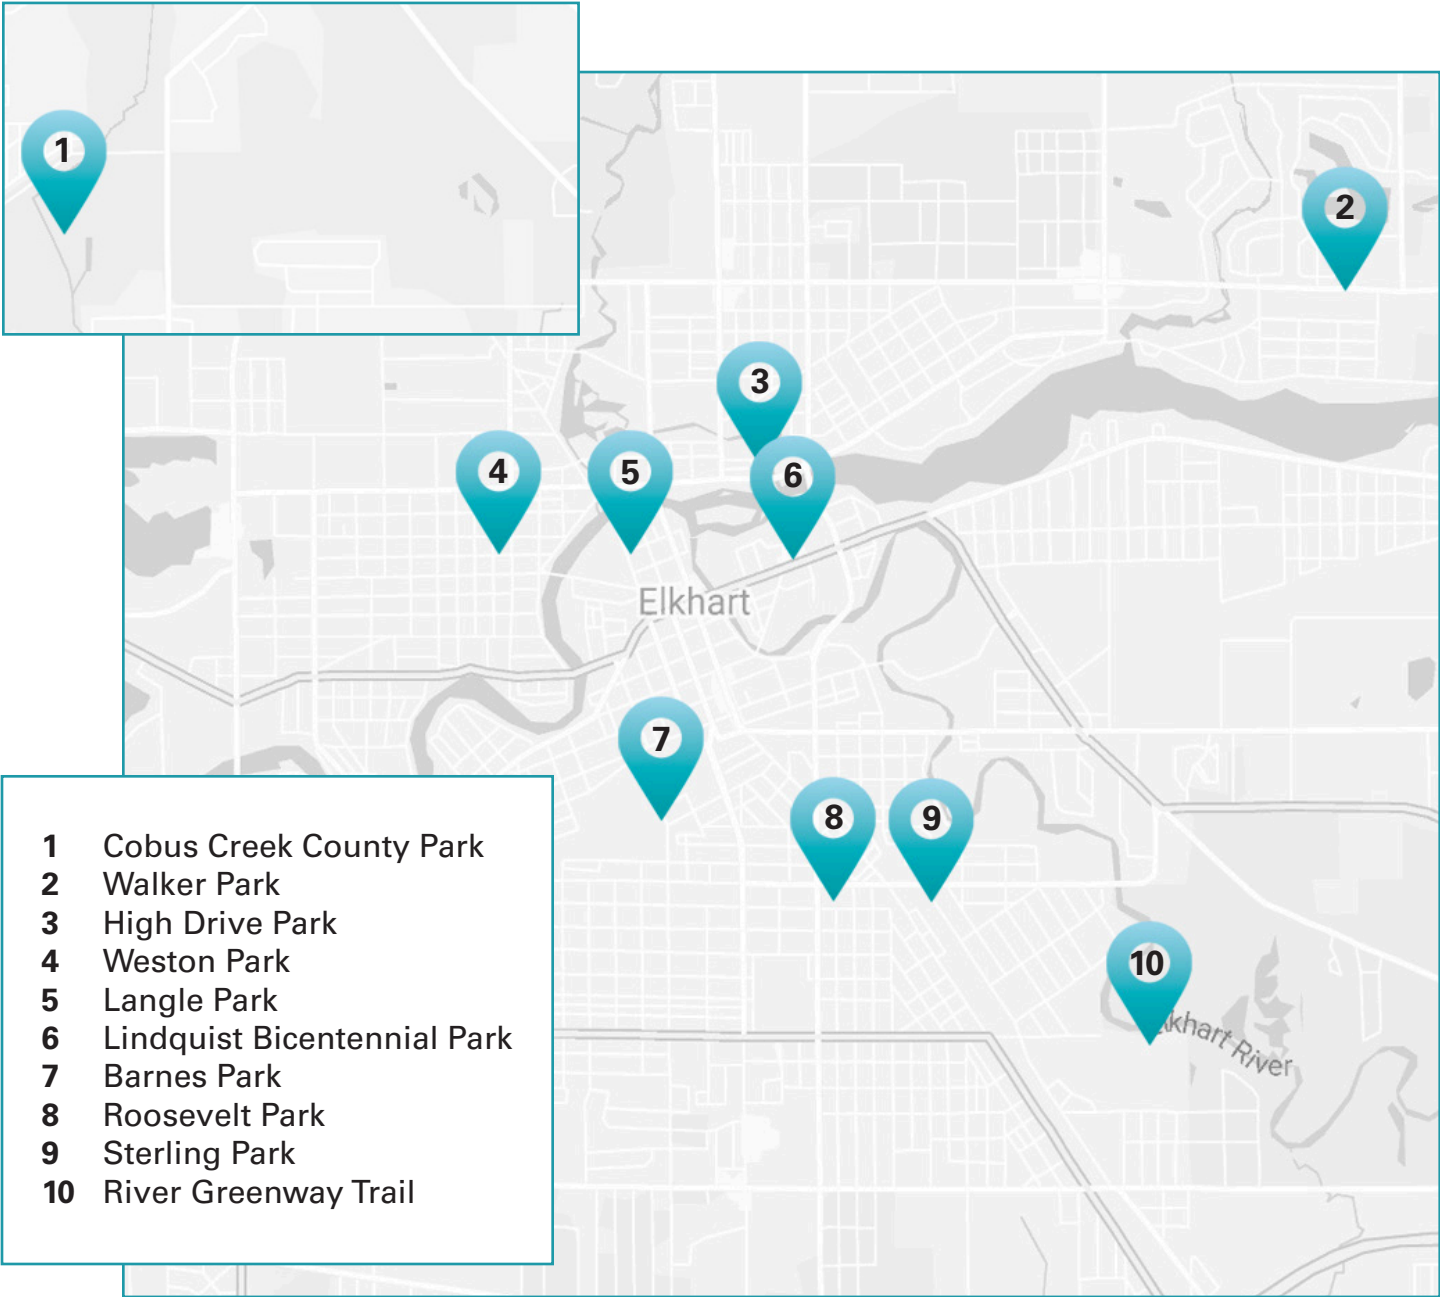 1
2
3
4
5
6
Elkhart
7
8
9
10
khart River
1 Cobus Creek County Park
2 Walker Park
3 High Drive Park
4 Weston Park
5 Langle Park
6 Lindquist Bicentennial Park
7 Barnes Park
8 Roosevelt Park
9 Sterling Park
10 River Greenway Trail